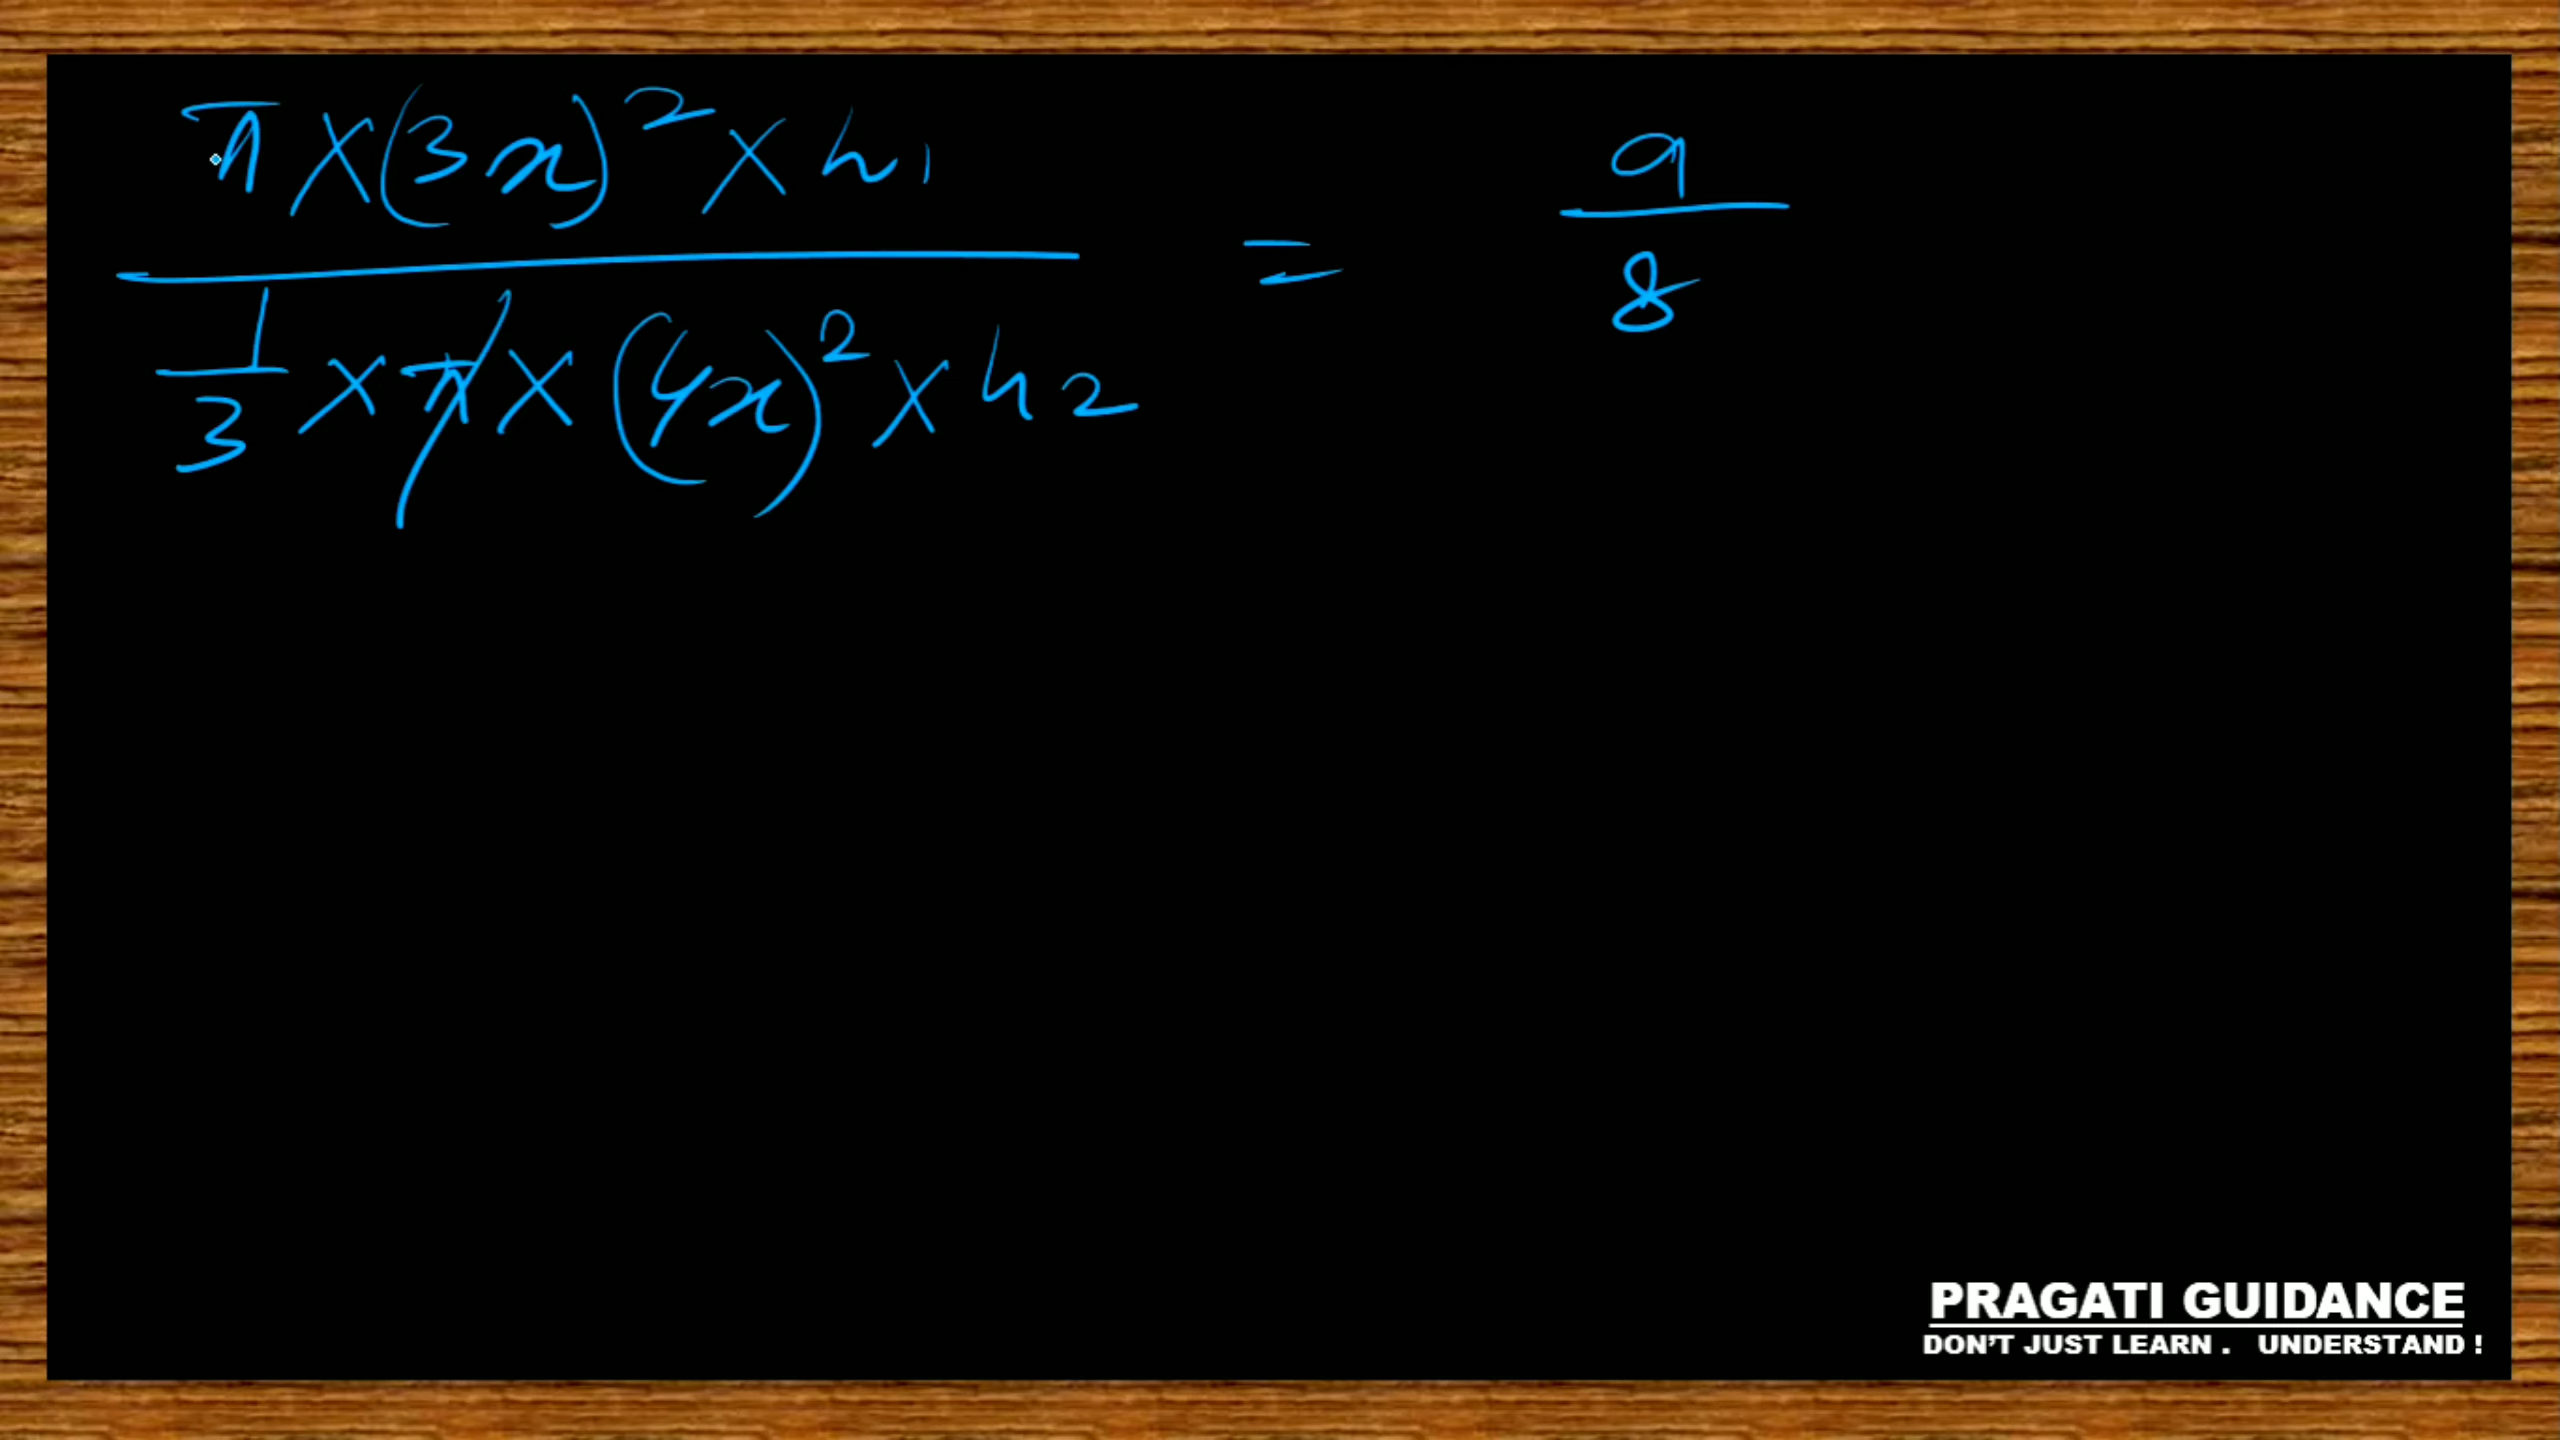 π×(3x)²×h1
= 9/8
1/3×π×(4x)²×h2
PRAGATI GUIDANCE
DON'T JUST LEARN . UNDERSTAND !